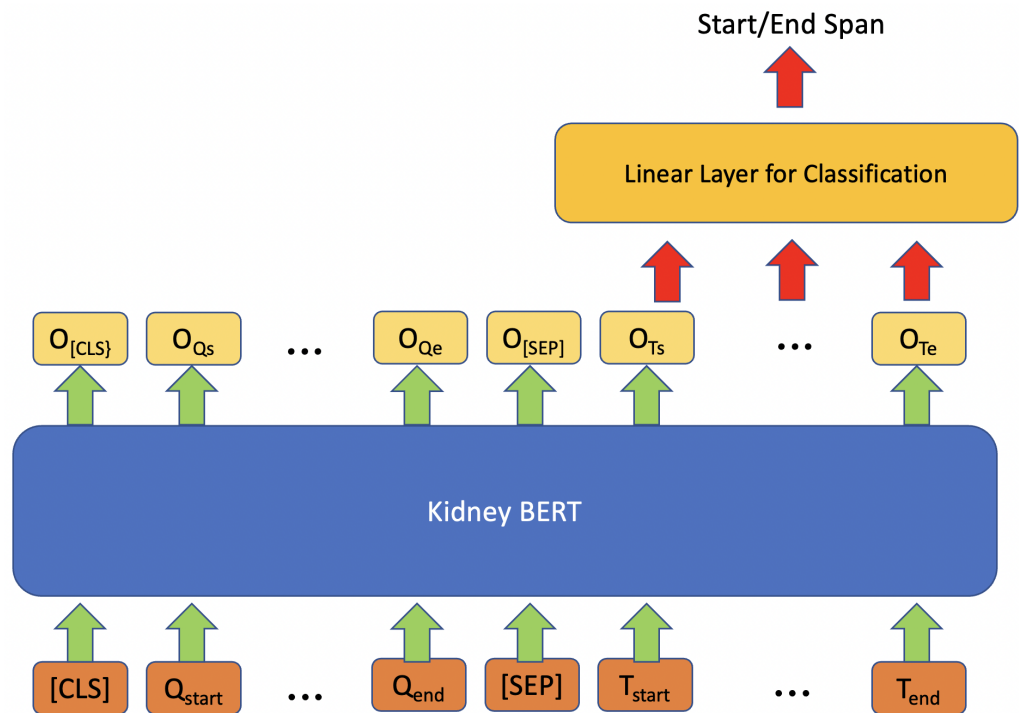 Start/End Span
Linear Layer for Classification
O[CLS} OQs ... OQe O[SEP] OTs ... OTe
Kidney BERT
[CLS] Qstart ... Qend [SEP] Tstart ... Tend